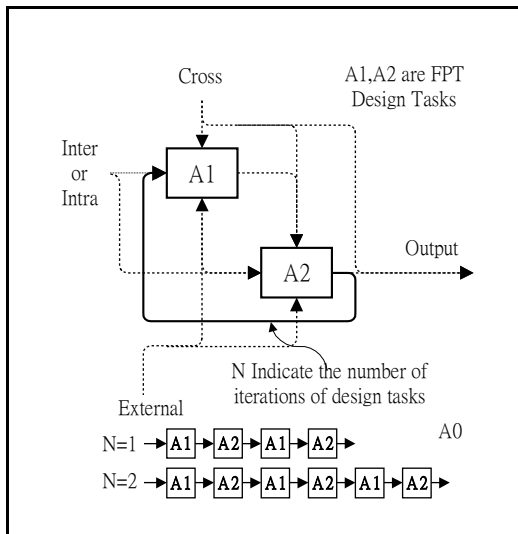 Cross
A1,A2 are FPT
Design Tasks
Inter
or
Intra
A1
Output
A2
N Indicate the number of
iterations of design tasks
External
A0
N=1 A1 A2 A1 A2
N=2 A1 A2 A1 A2 A1 A2